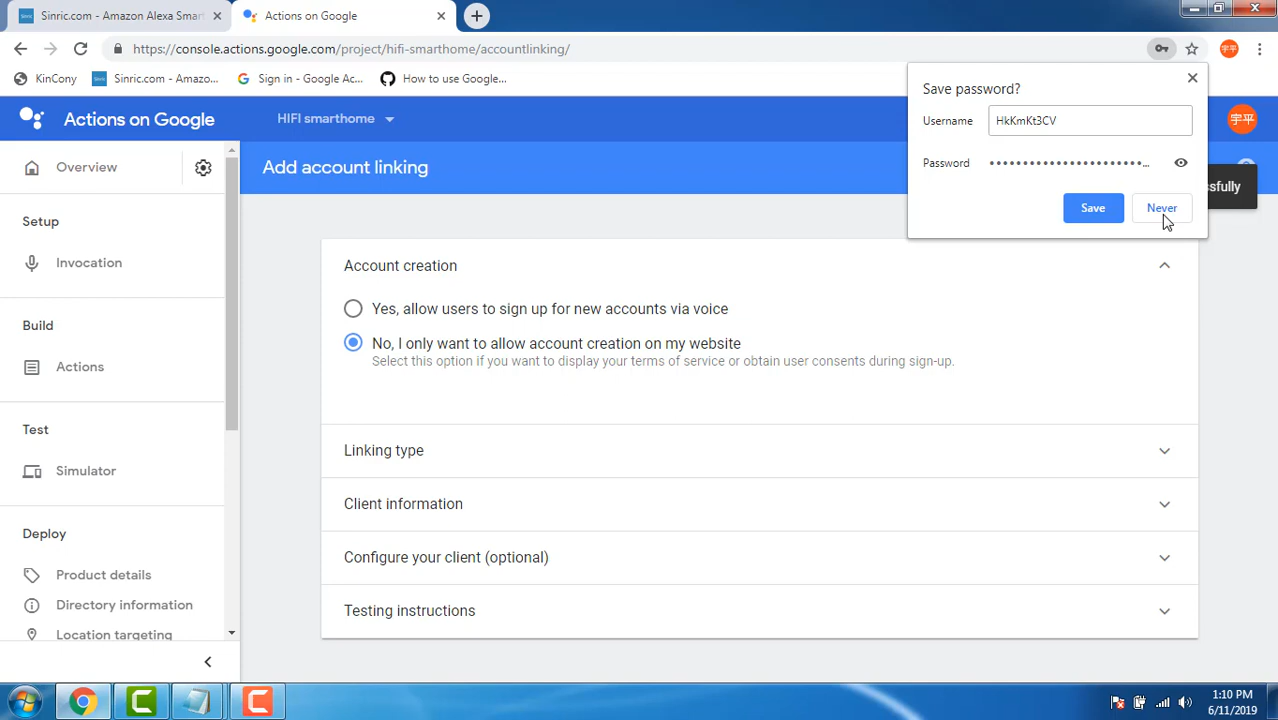 Sinric.com - Amazon Alexa Smart
Actions on Google
https://console.actions.google.com/project/hifi-smarthome/accountlinking/
KinCony
Sinric.com - Amazo...
Sign in - Google Ac...
How to use Google...
Actions on Google
HIFI smarthome
宇平
宇平
Save password?
Username
HkKmKt3CV
Password
••••••••••••••••••••••••...
Save
Never
ssfully
Overview
Add account linking
Setup
Invocation
Build
Actions
Test
Simulator
Deploy
Product details
Directory information
Location targeting
Account creation
Yes, allow users to sign up for new accounts via voice
No, I only want to allow account creation on my website
Select this option if you want to display your terms of service or obtain user consents during sign-up.
Linking type
Client information
Configure your client (optional)
Testing instructions
1:10 PM
6/11/2019